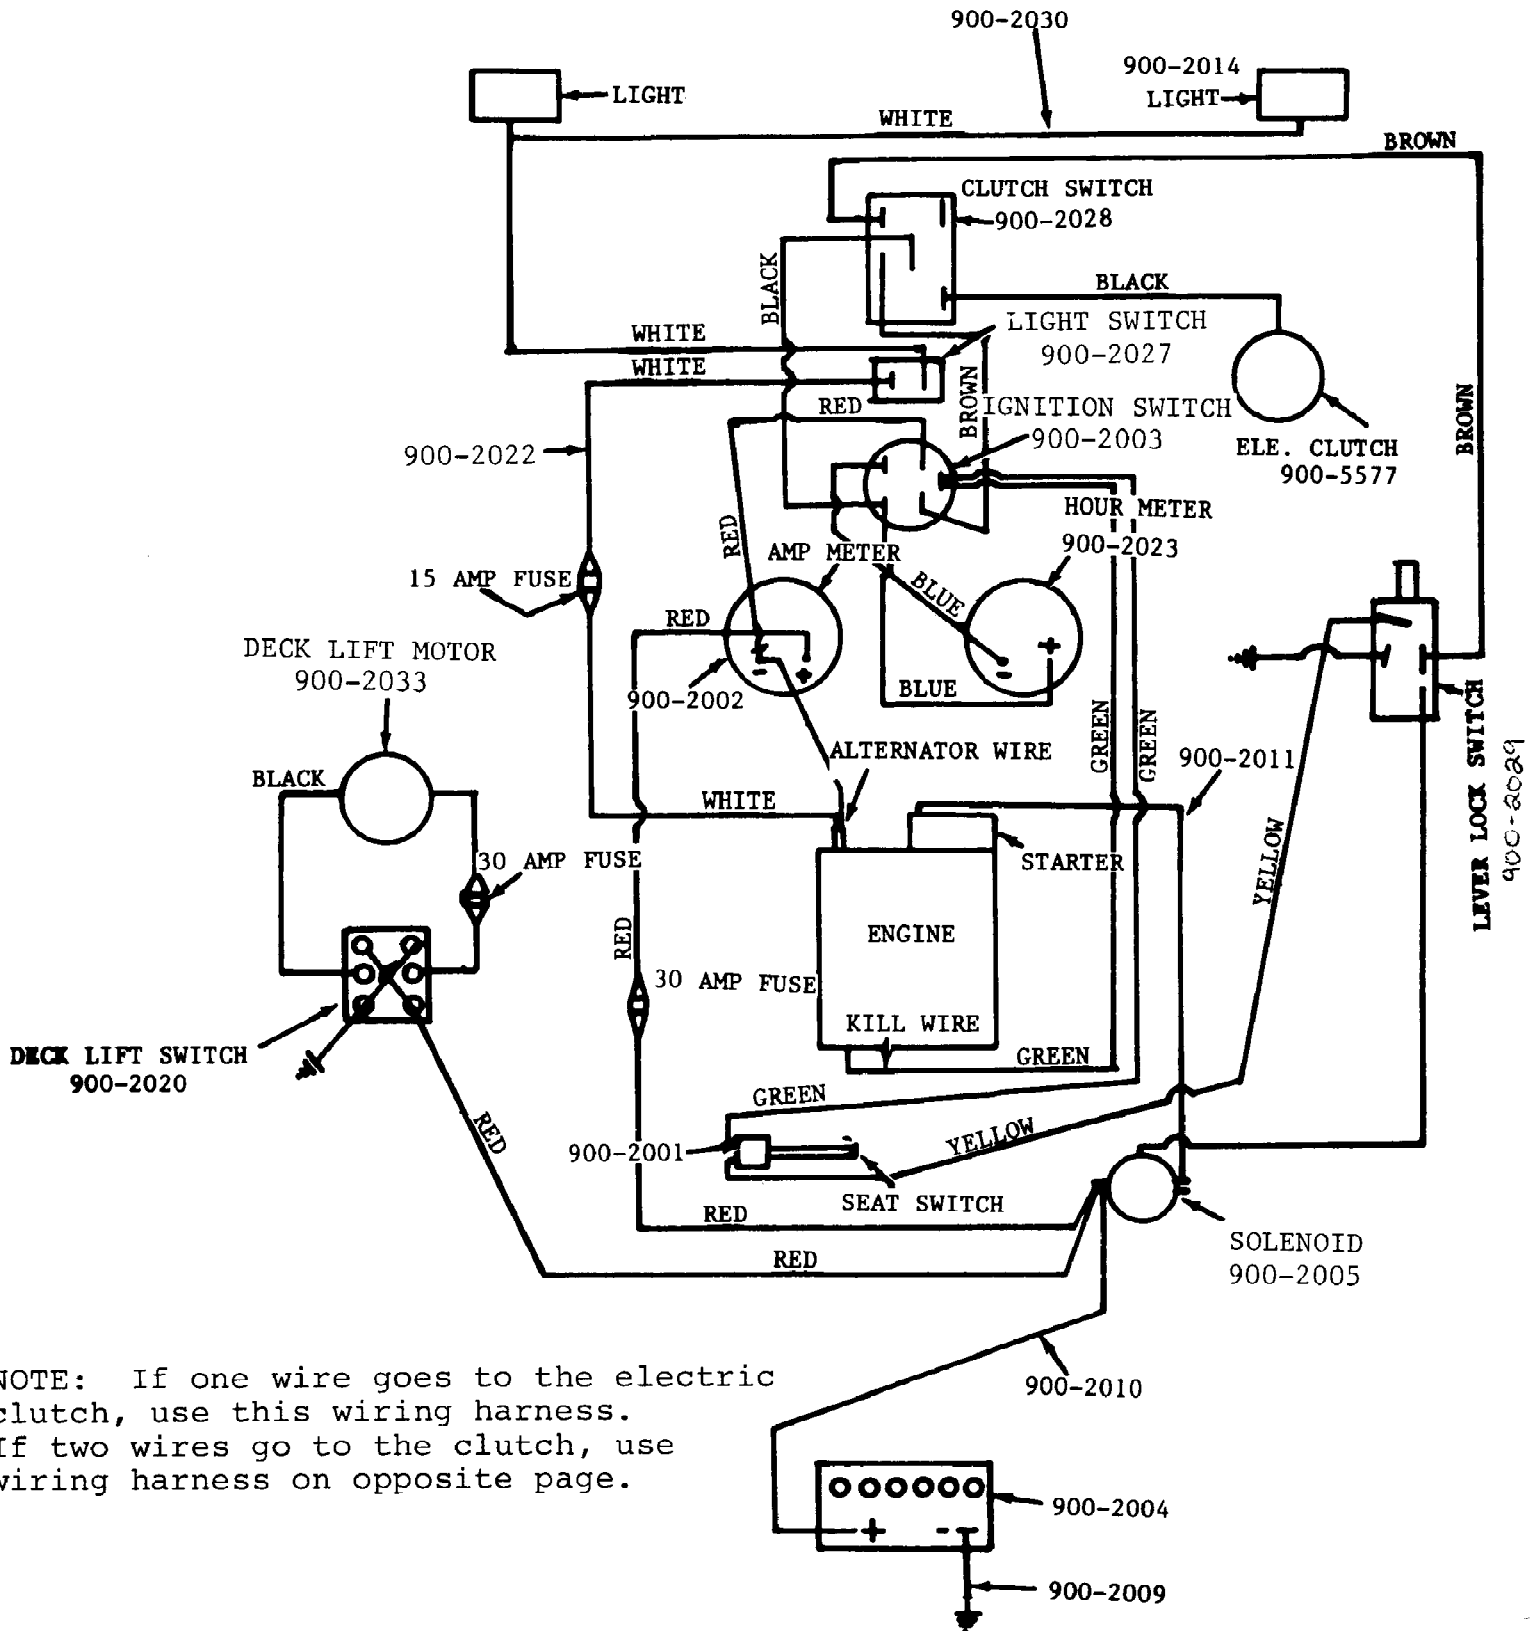 900-2030
900-2014
LIGHT
LIGHT
WHITE
BROWN
CLUTCH SWITCH
900-2028
BLACK
BLACK
LIGHT SWITCH
900-2027
WHITE
WHITE
BROWN
RED
IGNITION SWITCH
900-2003
900-2022
ELE. CLUTCH
900-5577
BROWN
HOUR METER
900-2023
RED
AMP METER
15 AMP FUSE
BLUE
RED
DECK LIFT MOTOR
900-2033
+
- +
+
-
900-2002
BLUE
GREEN
GREEN
LEVER LOCK SWITCH
900-2029
ALTERNATOR WIRE
900-2011
BLACK
WHITE
YELLOW
30 AMP FUSE
STARTER
RED
ENGINE
30 AMP FUSE
KILL WIRE
DECK LIFT SWITCH
900-2020
GREEN
GREEN
RED
YELLOW
900-2001
SEAT SWITCH
RED
RED
SOLENOID
900-2005
NOTE: If one wire goes to the electric
clutch, use this wiring harness.
If two wires go to the clutch, use
wiring harness on opposite page.
900-2010
900-2004
+ -
900-2009